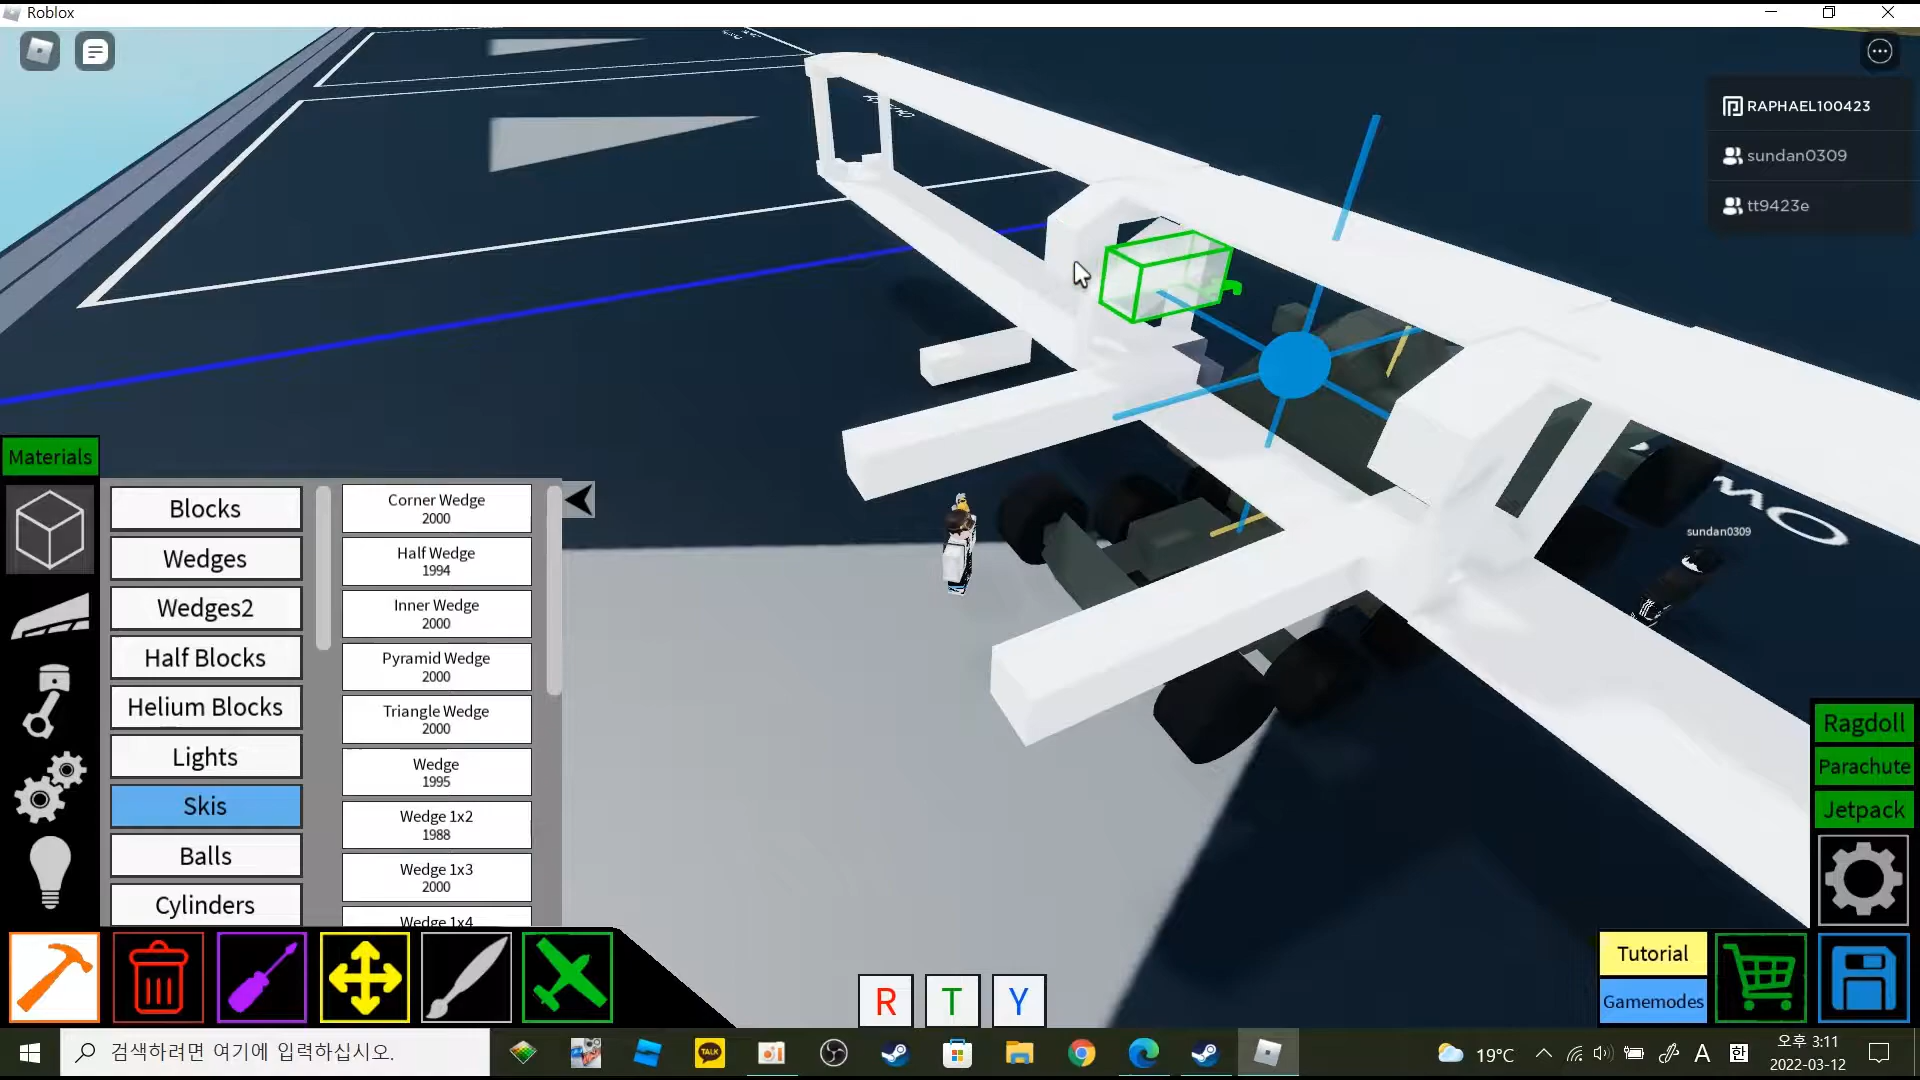 Roblox
RAPHAEL100423
sundan0309
tt9423e
sundan0309
Materials
Blocks
Wedges
Wedges2
Half Blocks
Helium Blocks
Lights
Skis
Balls
Cylinders
Corner Wedge
2000
Half Wedge
1994
Inner Wedge
2000
Pyramid Wedge
2000
Triangle Wedge
2000
Wedge
1995
Wedge 1x2
1988
Wedge 1x3
2000
Wedge 1x4
Ragdoll
Parachute
Jetpack
Tutorial
Gamemodes
R T Y
검색하려면 여기에 입력하십시오.
TALK
19°C
A
한
오후 3:11
2022-03-12